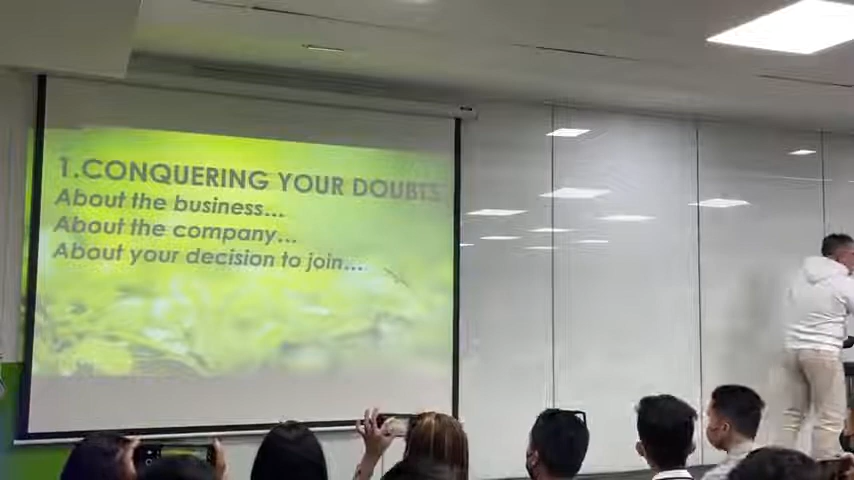 1.CONQUERING YOUR DOUBTS
About the business...
About the company,...
About your decision to join...